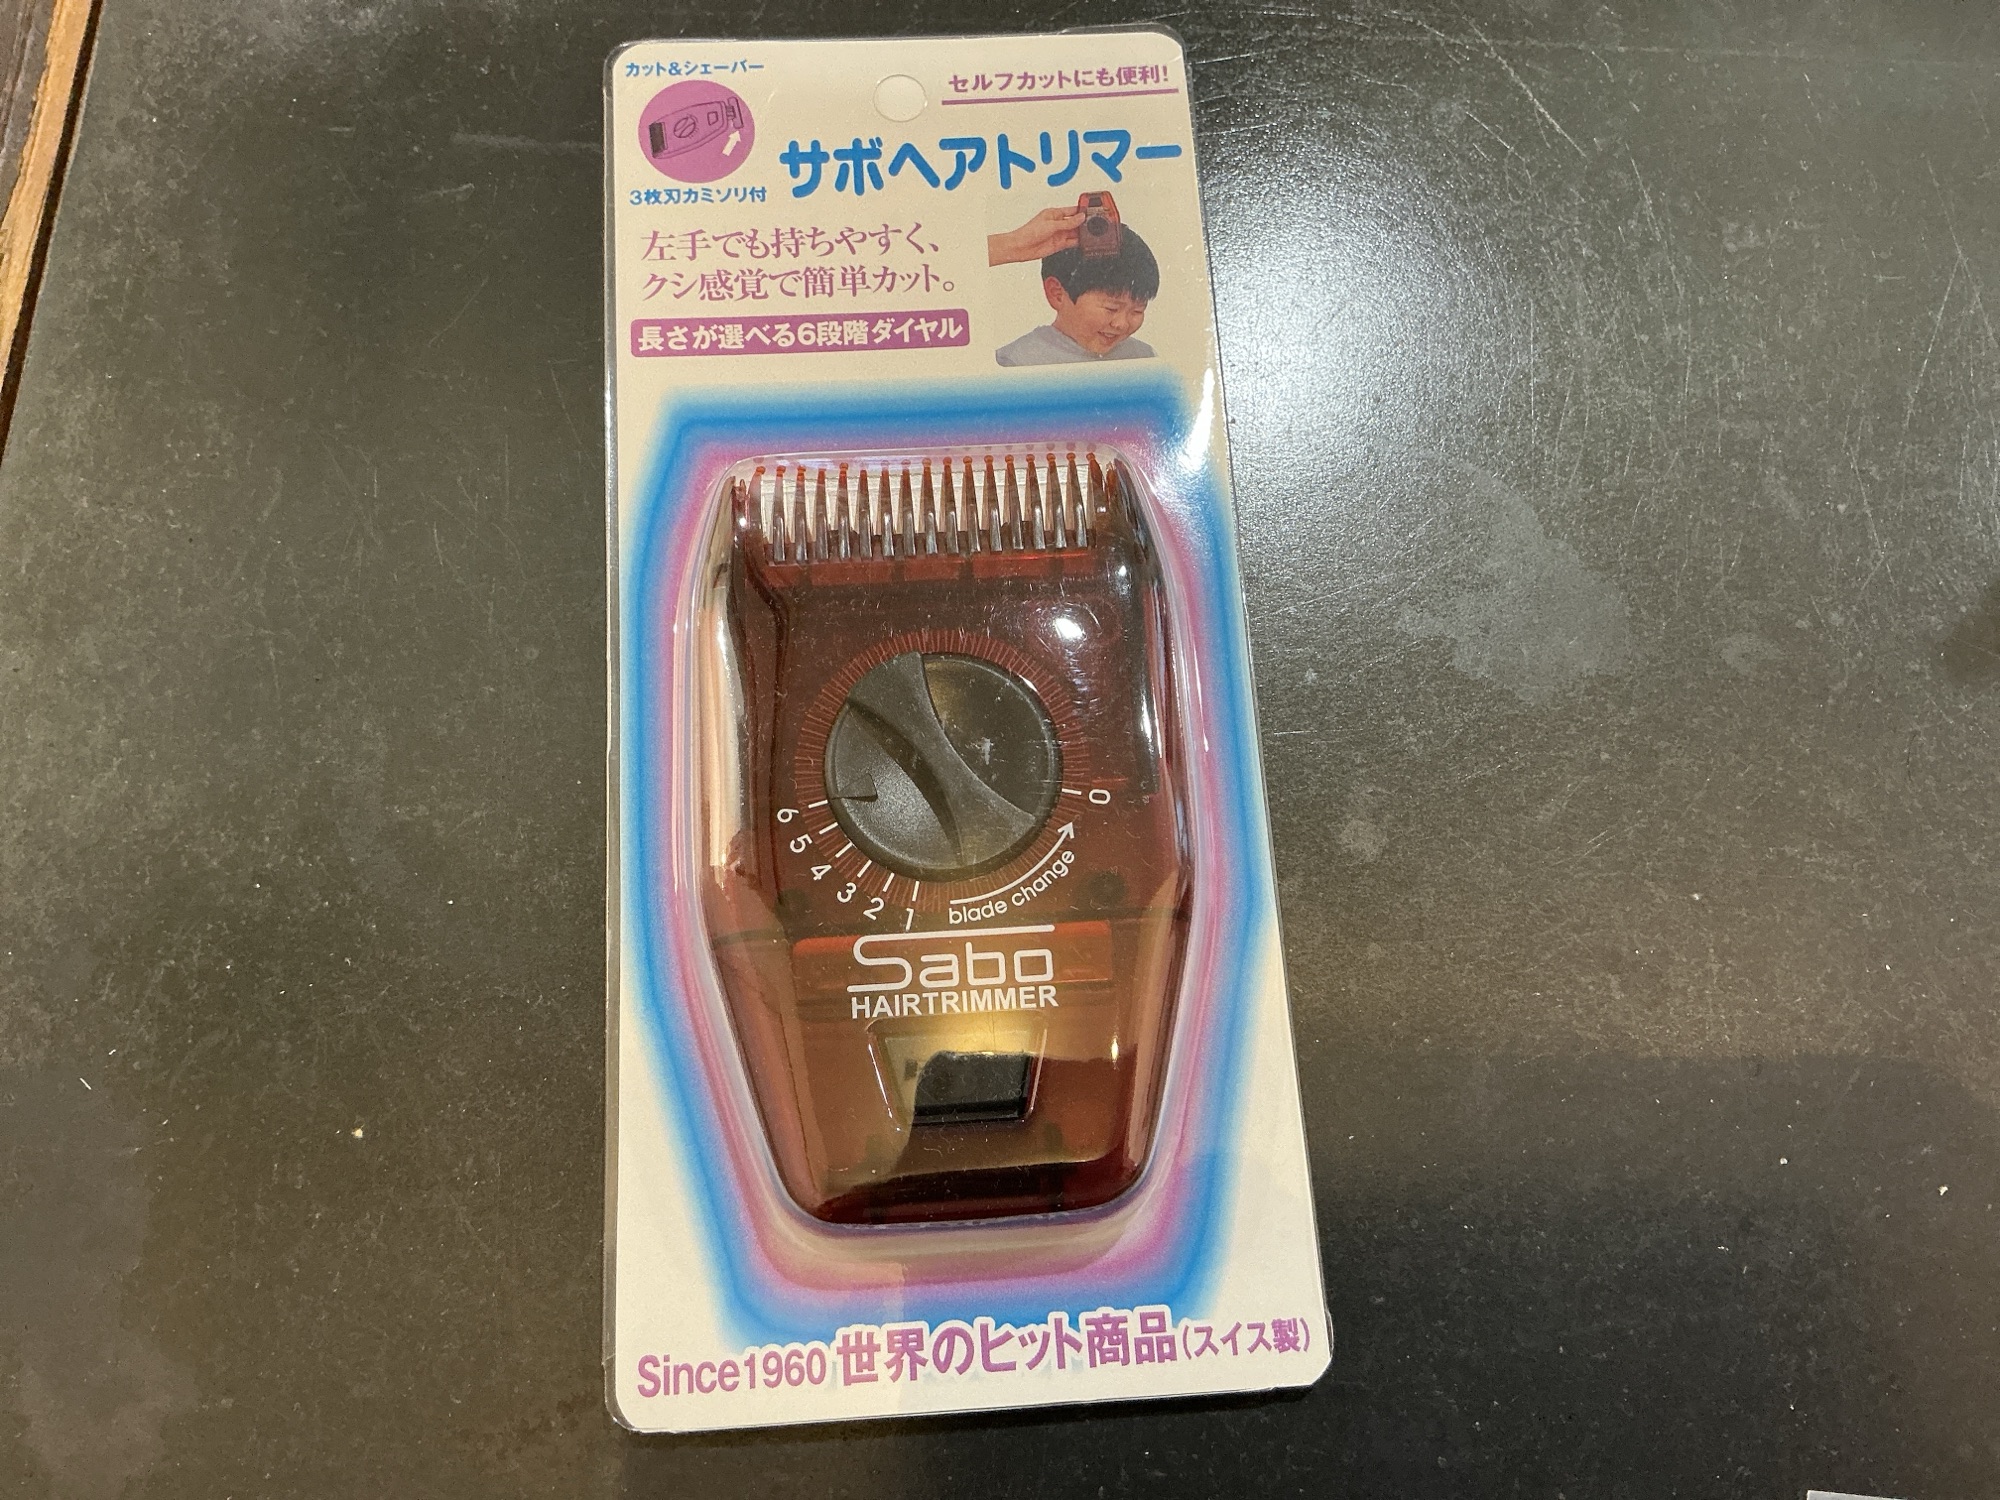 カット&シェーバー
セルフカットにも便利!
サボヘアトリマー
3枚刃カミソリ付
左手でも持ちやすく、
クシ感覚で簡単カット。
長さが選べる6段階ダイヤル
0
6
5
4
3
2
1
blade change
Sabo
HAIRTRIMMER
Since1960 世界のヒット商品(スイス製)